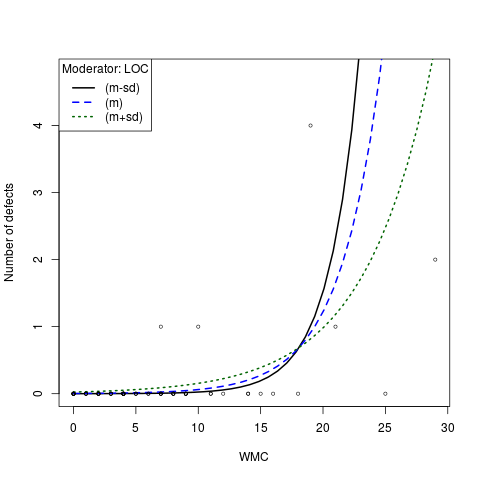 Moderator: LOC
(m-sd)
(m)
(m+sd)
Number of defects
4
3
2
1
0
0 5 10 15 20 25 30
WMC